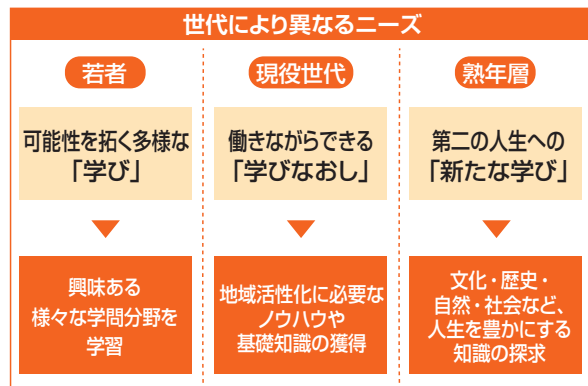 世代により異なるニーズ
若者
可能性を拓く多様な
「学び」
興味ある
様々な学問分野を
学習
現役世代
働きながらできる
「学びなおし」
地域活性化に必要な
ノウハウや
基礎知識の獲得
熟年層
第二の人生への
「新たな学び」
文化・歴史・
自然・社会など、
人生を豊かにする
知識の探求